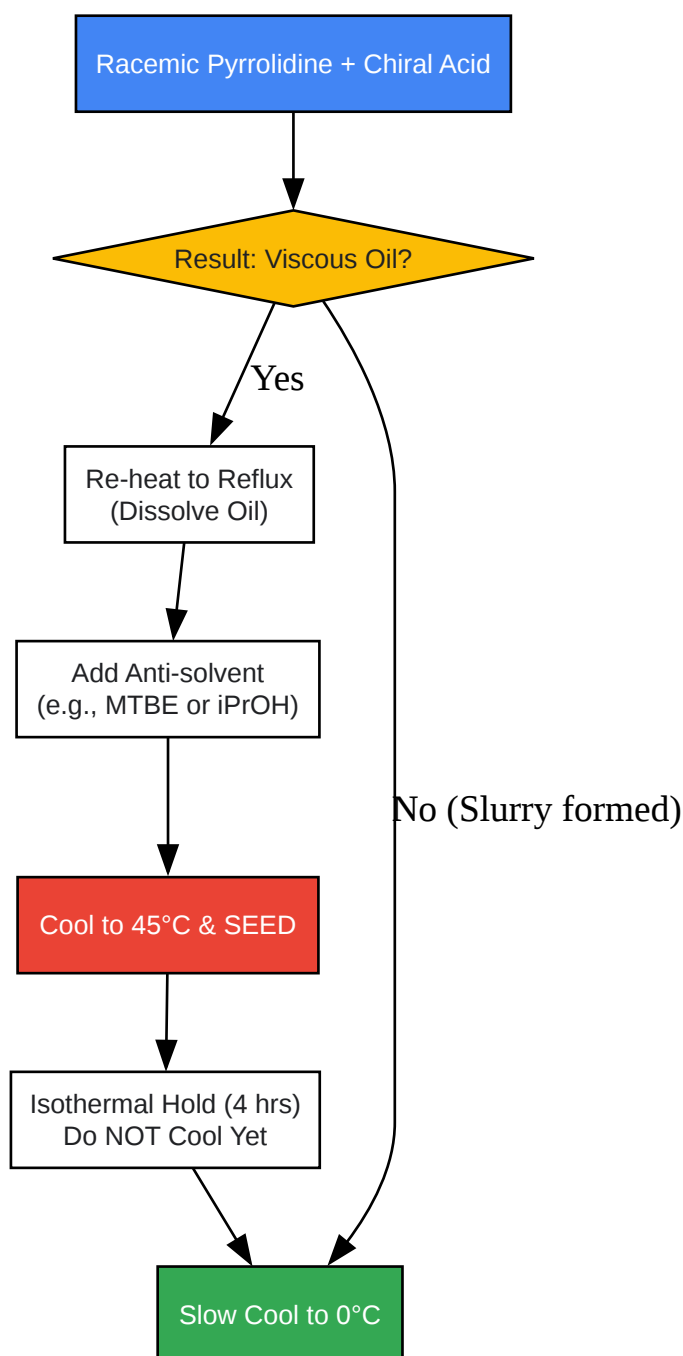 Racemic Pyrrolidine + Chiral Acid
Result: Viscous Oil?
Yes
Re-heat to Reflux
(Dissolve Oil)
Add Anti-solvent
(e.g., MTBE or iPrOH)
No (Slurry formed)
Cool to 45°C & SEED
Isothermal Hold (4 hrs)
Do NOT Cool Yet
Slow Cool to 0°C